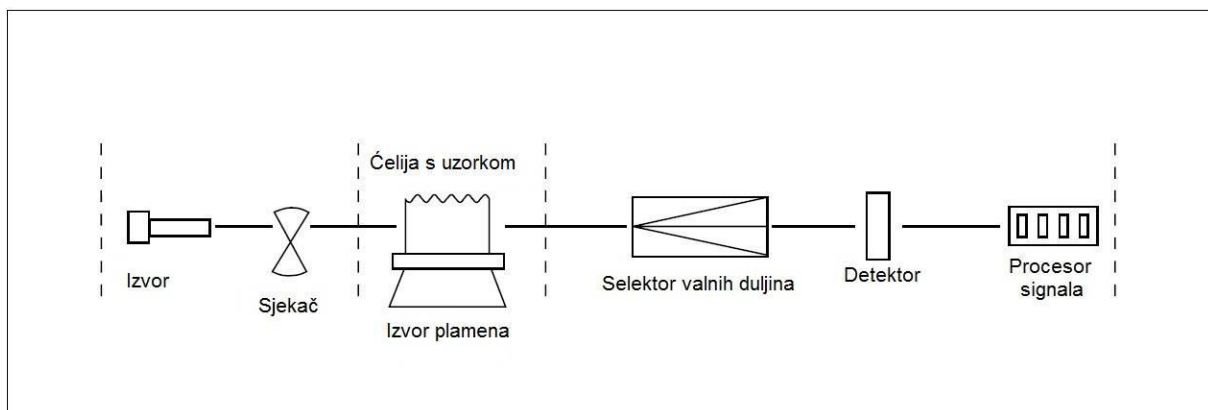 Ćelija s uzorkom
Izvor
Sjekač
Izvor plamena
Selektor valnih duljina
Detektor
Procesor
signala